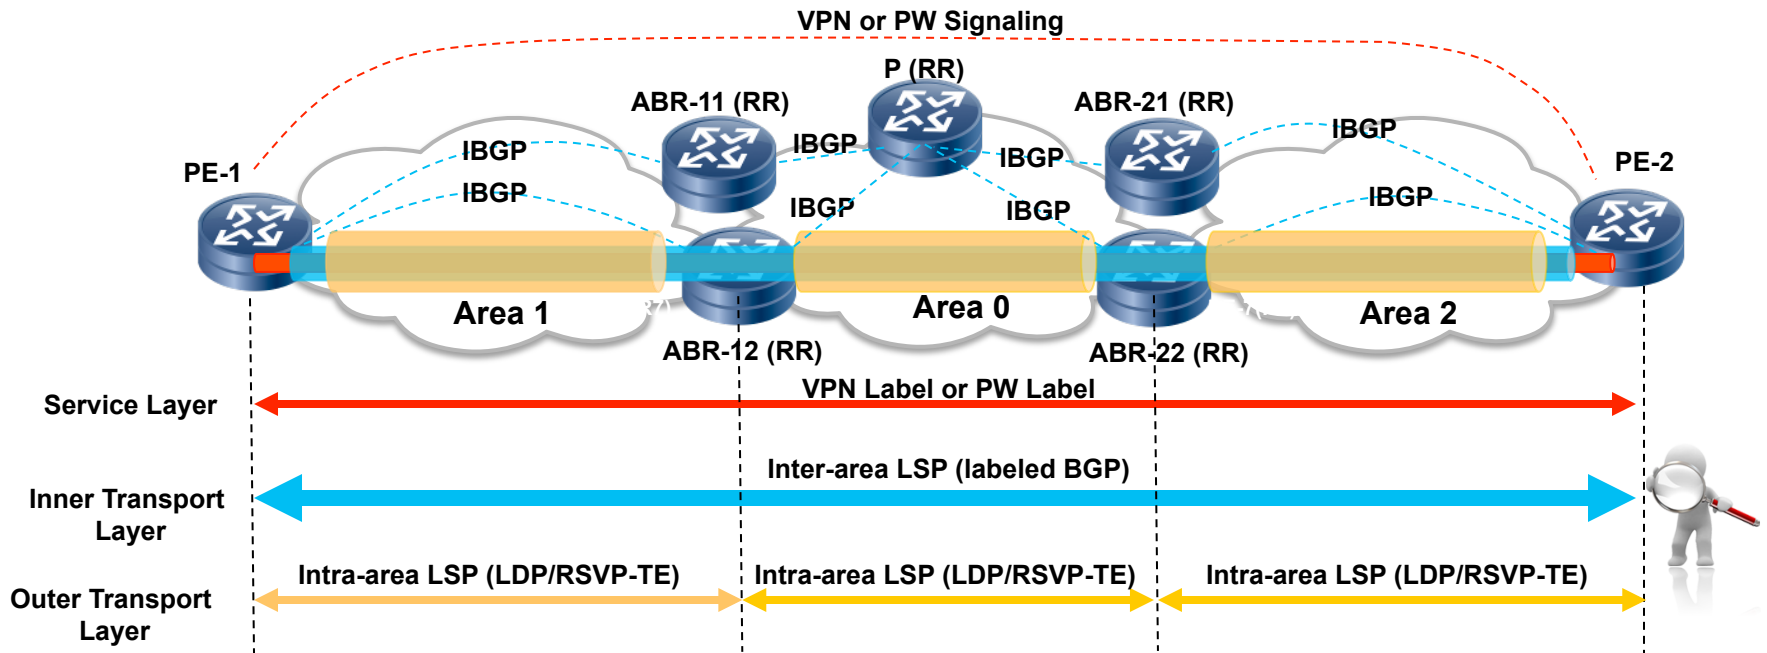 VPN or PW Signaling
P (RR)
ABR-11 (RR)
ABR-21 (RR)
IBGP
IBGP
IBGP
IBGP
PE-1
PE-2
IBGP
IBGP
IBGP
IBGP
Area 1
Area 0
Area 2
R7)
ABR-12 (RR)
ABR-22 (RR)
VPN Label or PW Label
Service Layer
Inter-area LSP (labeled BGP)
Inner Transport
Layer
Intra-area LSP (LDP/RSVP-TE)
Intra-area LSP (LDP/RSVP-TE)
Intra-area LSP (LDP/RSVP-TE)
Outer Transport
Layer